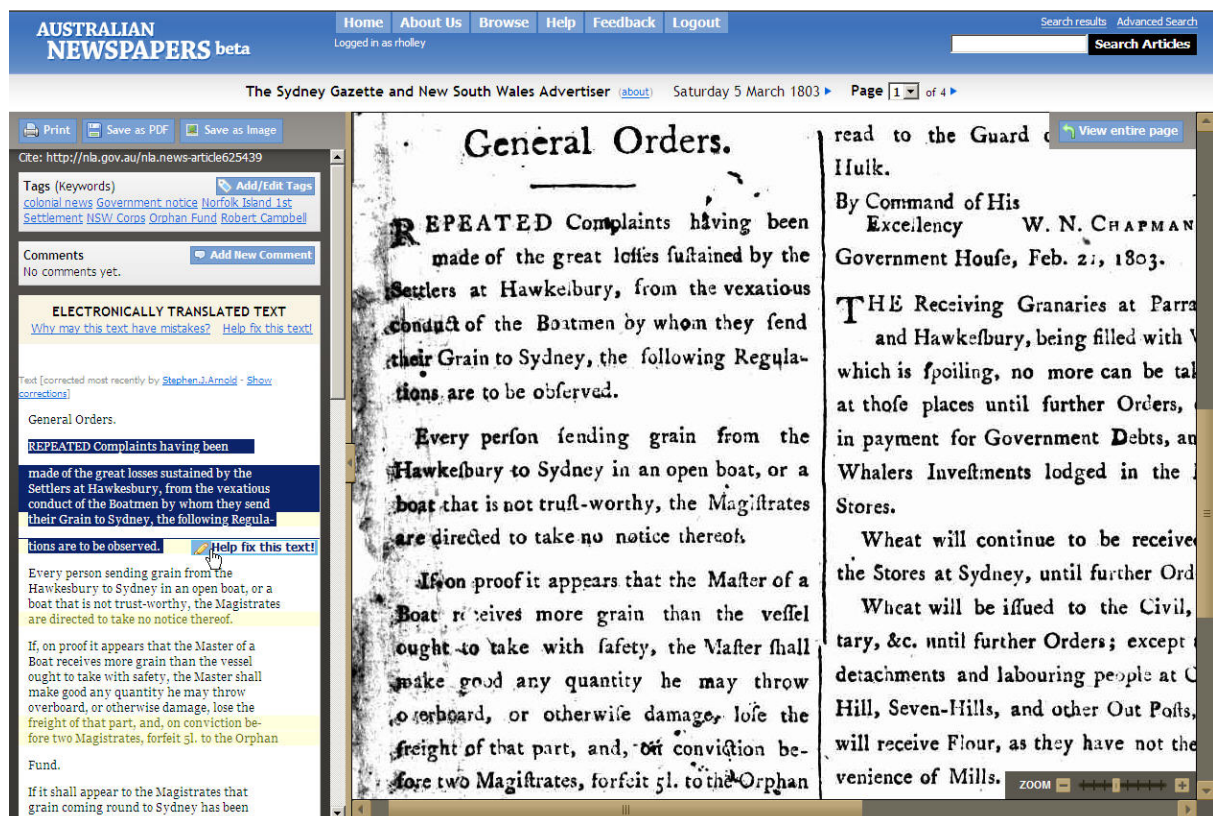 AUSTRALIAN
NEWSPAPERS beta
Home About Us Browse Help Feedback Logout
Logged in as rholley
Search results Advanced Search
Search Articles
The Sydney Gazette and New South Wales Advertiser (about) Saturday 5 March 1803 Page 1 of 4
Print Save as PDF Save as Image
Cite: http://nla.gov.au/nla.news-article625439
Tags (Keywords) Add/Edit Tags
colonial news Government notice Norfolk Island 1st
Settlement NSW Corps Orphan Fund Robert Campbell
Comments Add New Comment
No comments yet.
ELECTRONICALLY TRANSLATED TEXT
Why may this text have mistakes? Help fix this text!
Text [corrected most recently by Stephen.J.Arnold - Show
corrections]
General Orders.
REPEATED Complaints having been
made of the great losses sustained by the
Settlers at Hawkesbury, from the vexatious
conduct of the Boatmen by whom they send
their Grain to Sydney, the following Regula-
tions are to be observed. Help fix this text!
Every person sending grain from the
Hawkesbury to Sydney in an open boat, or a
boat that is not trust-worthy, the Magistrates
are directed to take no notice thereof.
If, on proof it appears that the Master of a
Boat receives more grain than the vessel
ought to take with safety, the Master shall
make good any quantity he may throw
overboard, or otherwise damage, lose the
freight of that part, and, on conviction be-
fore two Magistrates, forfeit 5l. to the Orphan
Fund.
If it shall appear to the Magistrates that
grain coming round to Sydney has been
General Orders.
REPEATED Complaints having been
made of the great loſſes ſuſtained by the
Settlers at Hawkeſbury, from the vexatious
conduct of the Boatmen by whom they ſend
their Grain to Sydney, the following Regula-
tions are to be obſerved.
Every perſon ſending grain from the
Hawkeſbury to Sydney in an open boat, or a
boat that is not truſt-worthy, the Magiſtrates
are directed to take no notice thereof.
If, on proof it appears that the Maſter of a
Boat receives more grain than the veſſel
ought to take with ſafety, the Maſter ſhall
make good any quantity he may throw
overboard, or otherwiſe damage, loſe the
freight of that part, and, on conviction be-
fore two Magiſtrates, forfeit 5l. to the Orphan
View entire page
read to the Guard
Hulk.
By Command of His
Excellency W. N. CHAPMAN
Government Houſe, Feb. 21, 1803.
THE Receiving Granaries at Parra
and Hawkeſbury, being filled with
which is ſpoiling, no more can be tak
at thoſe places until further Orders,
in payment for Government Debts, an
Whalers Inveſtments lodged in the
Stores.
Wheat will continue to be receive
the Stores at Sydney, until further Ord
Wheat will be iſſued to the Civil,
tary, &c. until further Orders; except
detachments and labouring people at C
Hill, Seven-Hills, and other Out Poſts,
will receive Flour, as they have not the
venience of Mills.
ZOOM